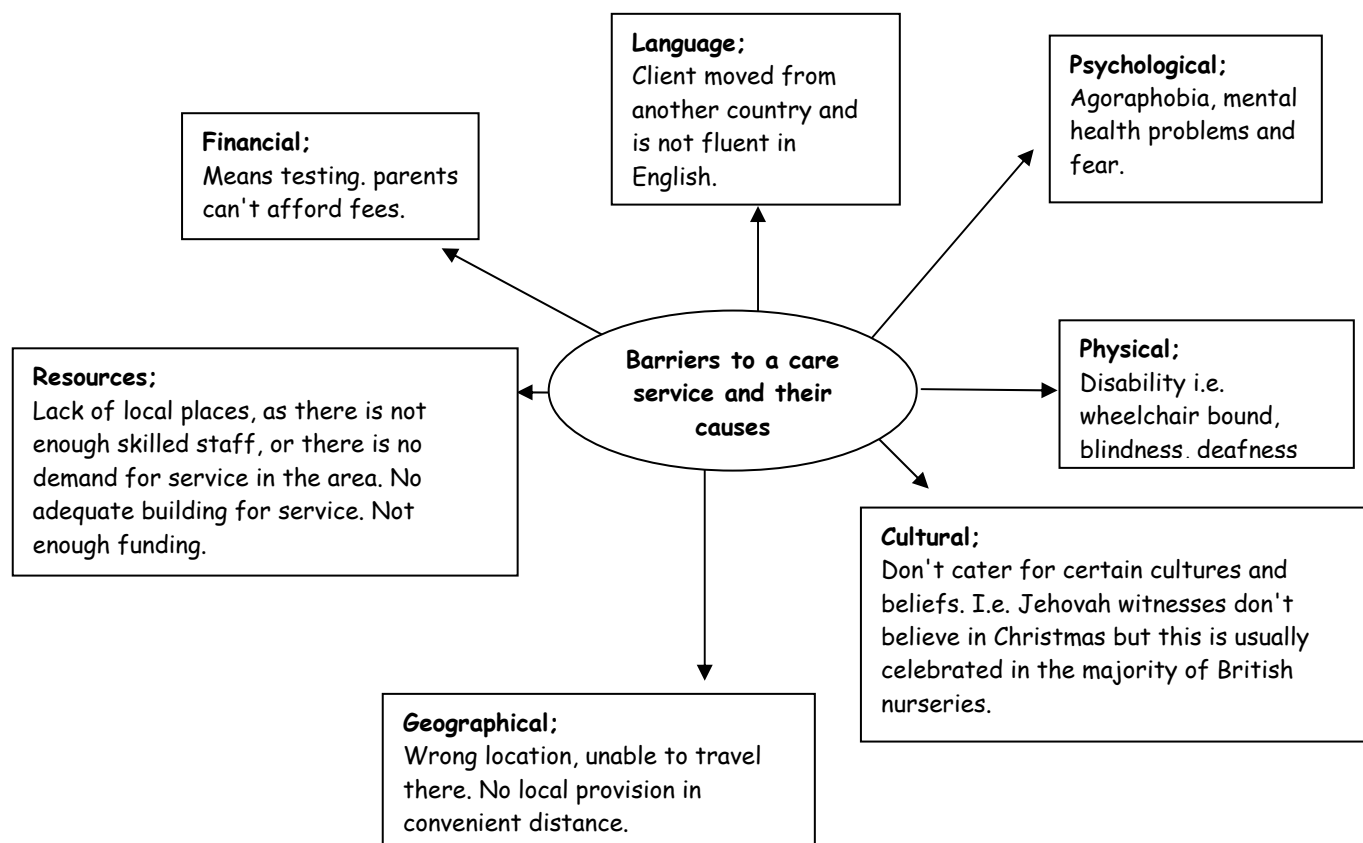 Language;
Client moved from
another country and
is not fluent in
English.
Psychological;
Agoraphobia, mental
health problems and
fear.
Financial;
Means testing. parents
can't afford fees.
Barriers to a care
service and their
causes
Physical;
Disability i.e.
wheelchair bound,
blindness, deafness
Resources;
Lack of local places, as there is not
enough skilled staff, or there is no
demand for service in the area. No
adequate building for service. Not
enough funding.
Cultural;
Don't cater for certain cultures and
beliefs. I.e. Jehovah witnesses don't
believe in Christmas but this is usually
celebrated in the majority of British
nurseries.
Geographical;
Wrong location, unable to travel
there. No local provision in
convenient distance.